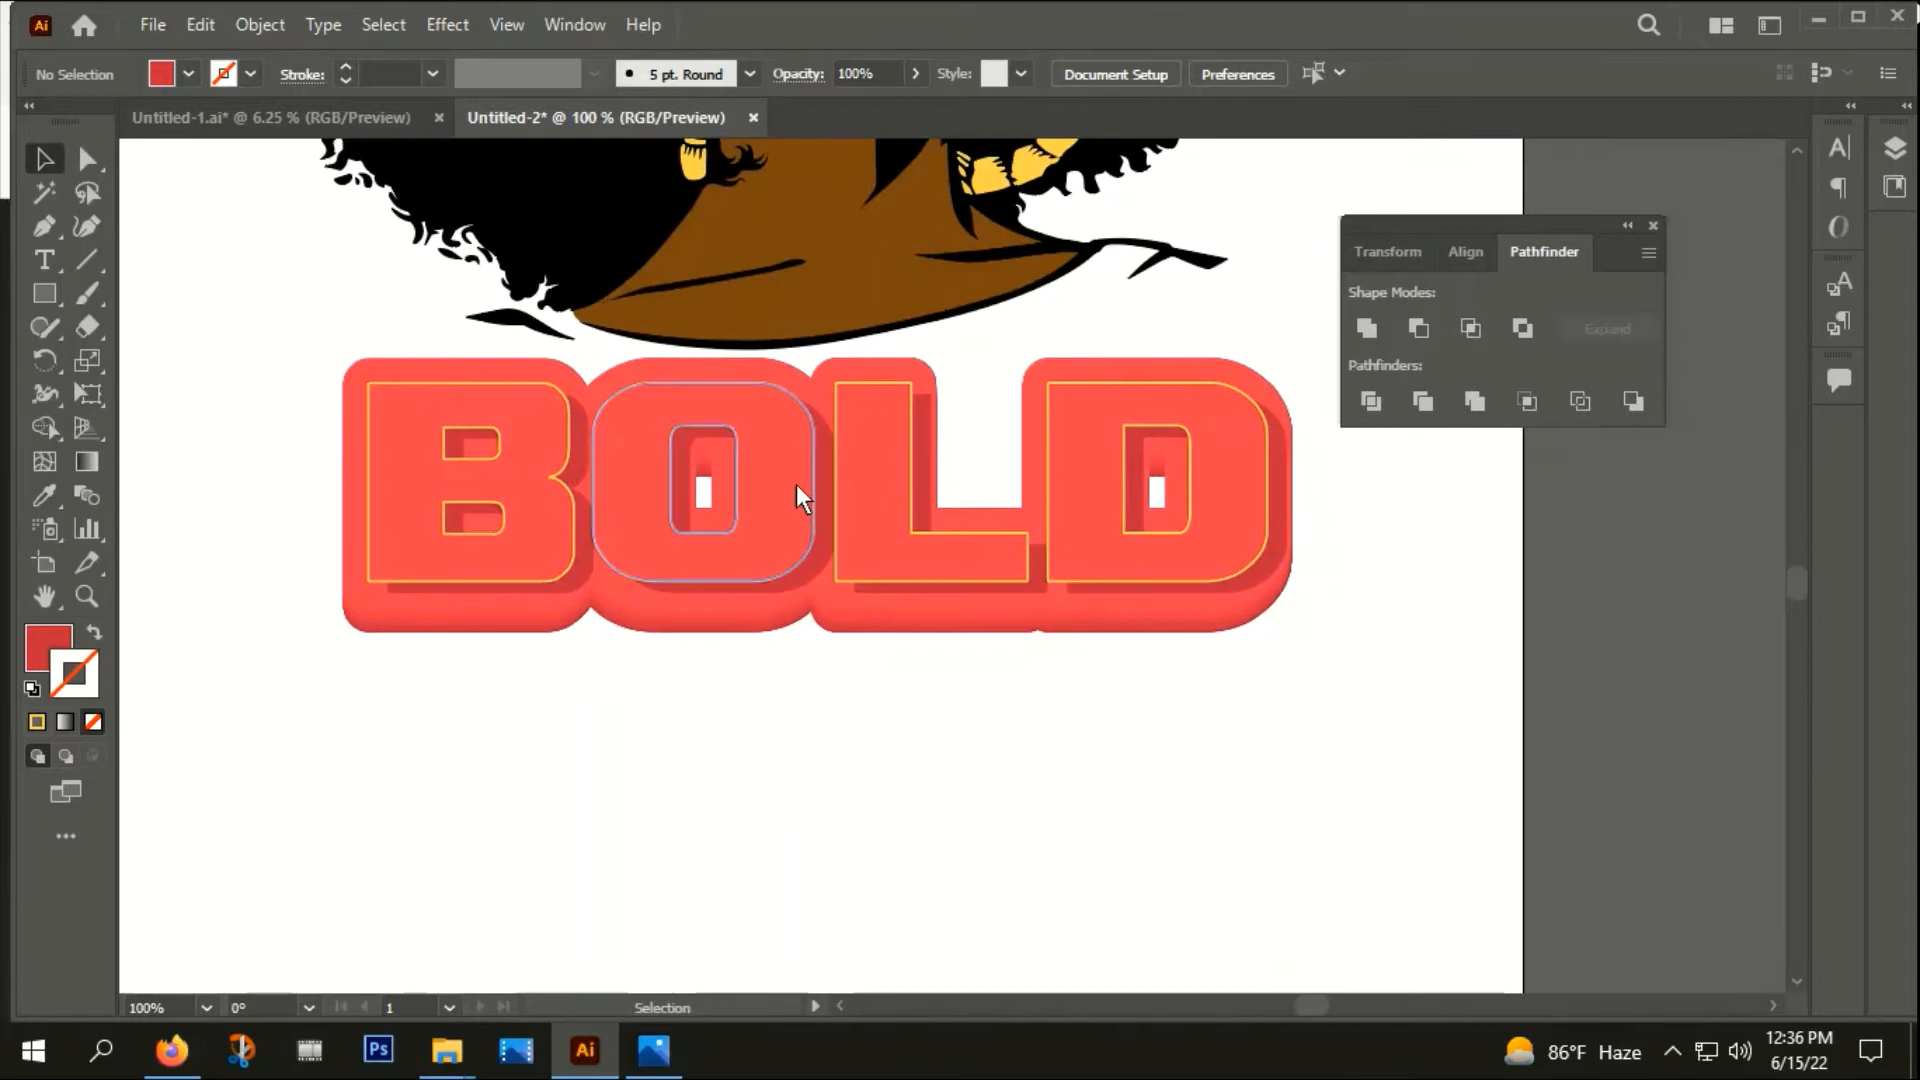 Ai File Edit Object Type Select Effect View Window Help
No Selection Stroke: 5 pt. Round Opacity: 100% Style: Document Setup Preferences
Untitled-1.ai* @ 6.25 % (RGB/Preview) × Untitled-2* @ 100 % (RGB/Preview) ×
Transform Align Pathfinder
Shape Modes:
Expand
Pathfinders:
BOLD
100% 0° 1 Selection
Ps Ai 86°F Haze 12:36 PM
6/15/22